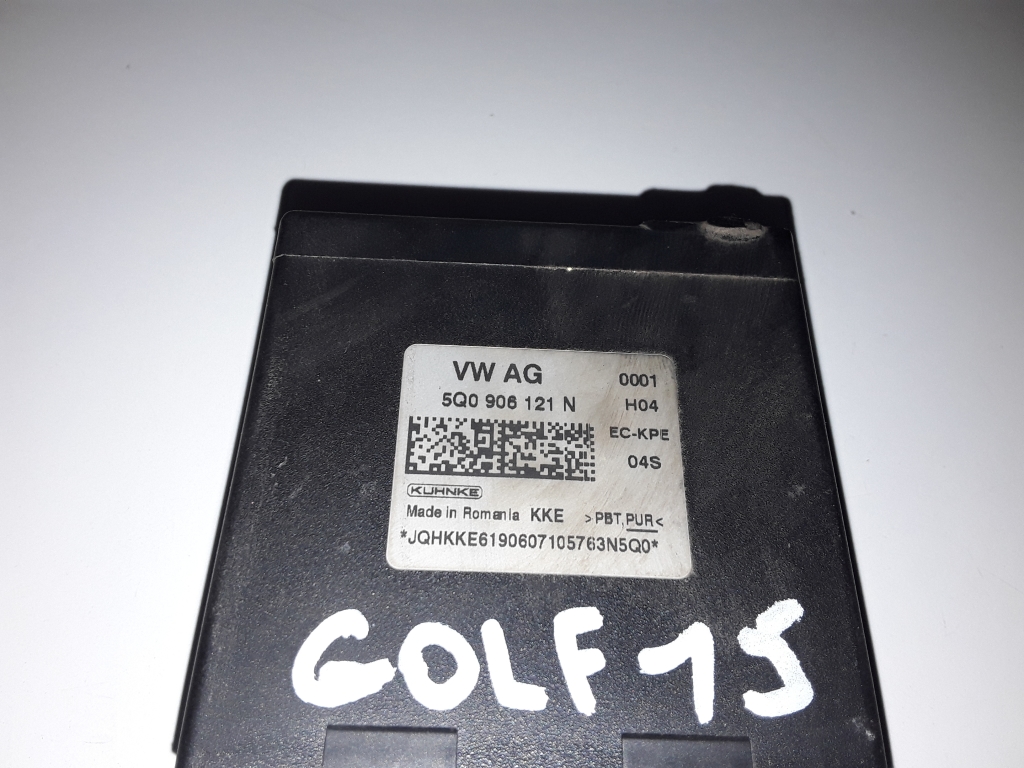 VW AG 0001
5Q0 906 121 N H04
EC-KPE
04S
KUHNKE
Made in Romania KKE >PBT,PUR<
*JQHKKE6190607105763N5Q0*
GOLF 15